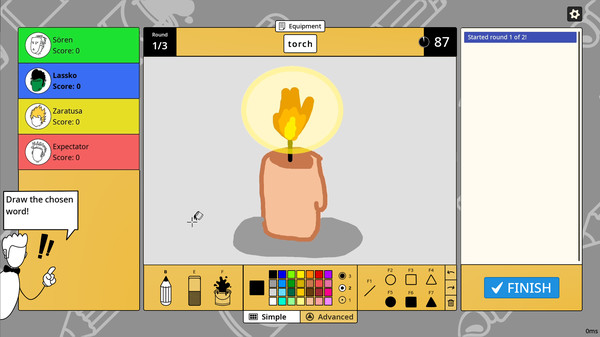 Equipment
Round
1/3
torch
87
Started round 1 of 2!
Sören
Score: 0
Lassko
Score: 0
Zaratusa
Score: 0
Expectator
Score: 0
Draw the chosen
word!
B
E
F
3
2
1
F1
F2
F3
F4
F5
F6
F7
FINISH
Simple
Advanced
0ms